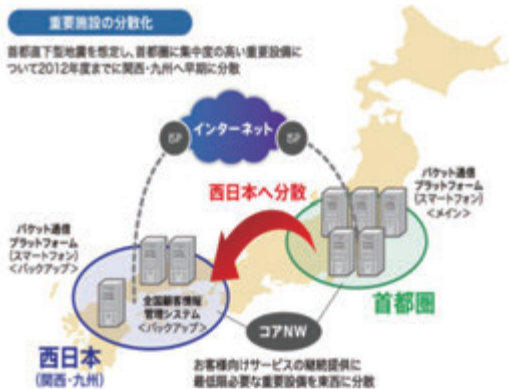 重要施設の分散化
首都直下型地震を想定し、首都圏に集中度の高い重要設備に
ついて2012年度までに関西・九州へ早期に分散
インターネット
ISP
ISP
西日本へ分散
パケット通信
プラットフォーム
(スマートフォン)
<メイン>
パケット通信
プラットフォーム
(スマートフォン)
<バックアップ>
全国顧客情報
管理システム
<バックアップ>
首都圏
コアNW
西日本
(関西・九州)
お客様向けサービスの継続提供に
最低限必要な重要設備を東西に分散